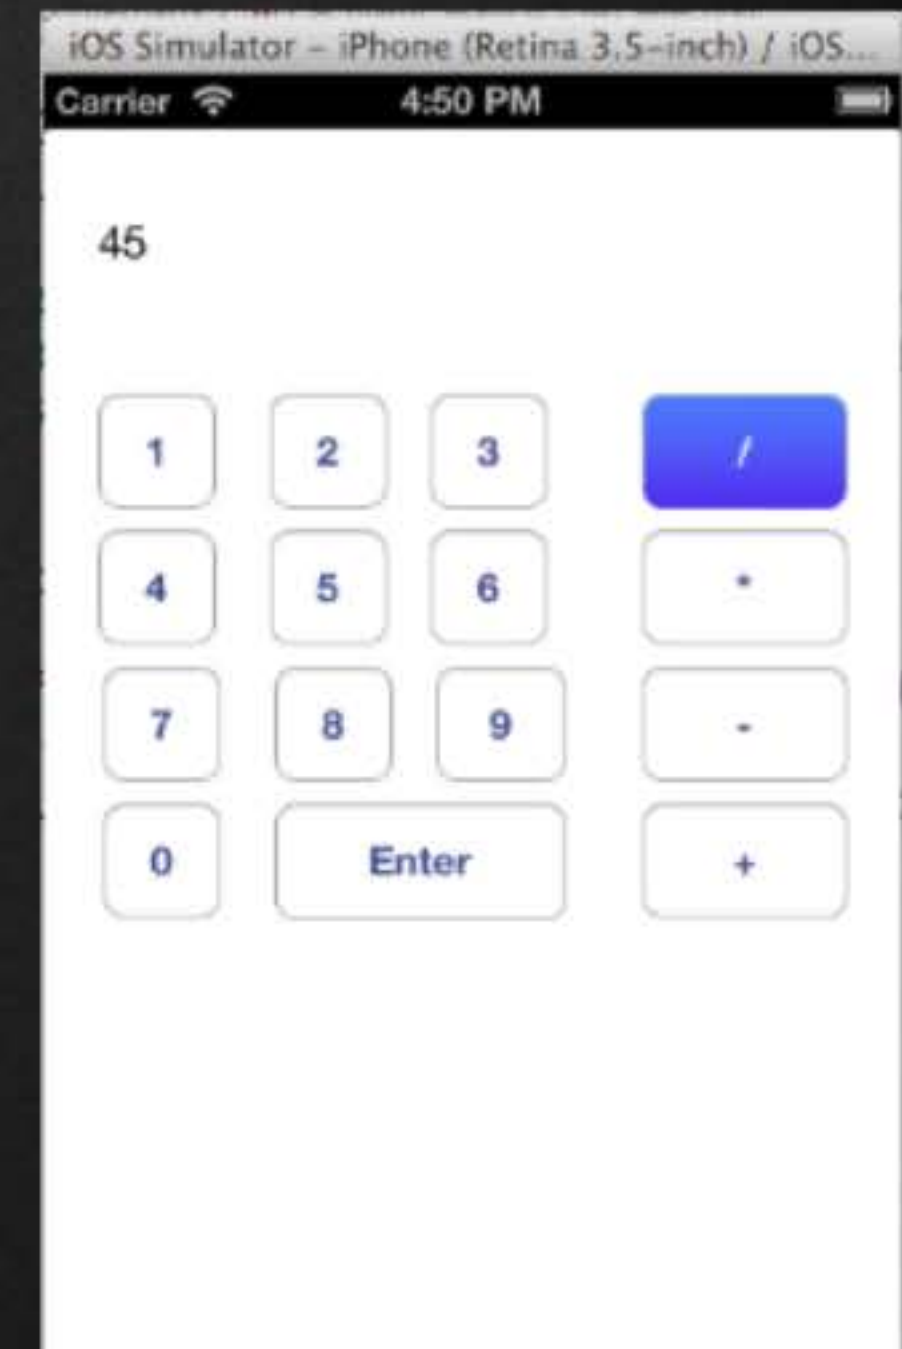 iOS Simulator – iPhone (Retina 3.5-inch) / iOS...
Carrier 4:50 PM
45
1 2 3 /
4 5 6 *
7 8 9 -
0 Enter +